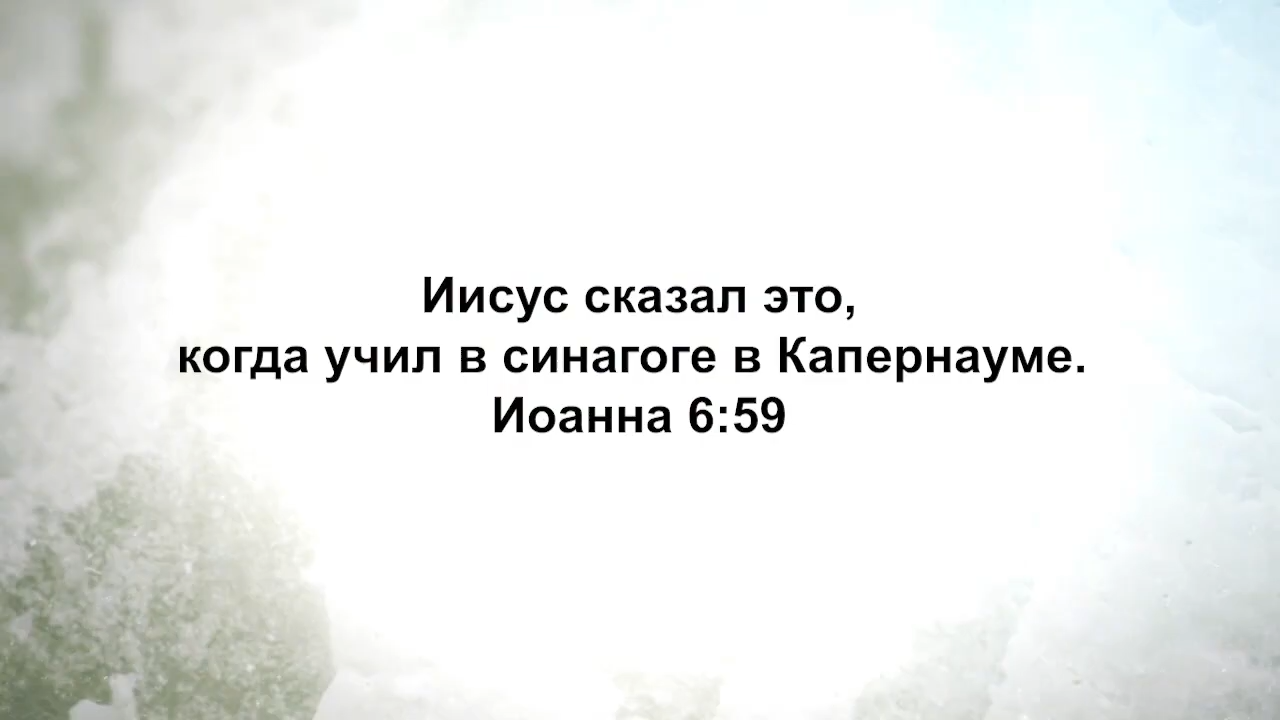 Иисус сказал это,
когда учил в синагоге в Капернауме.
Иоанна 6:59